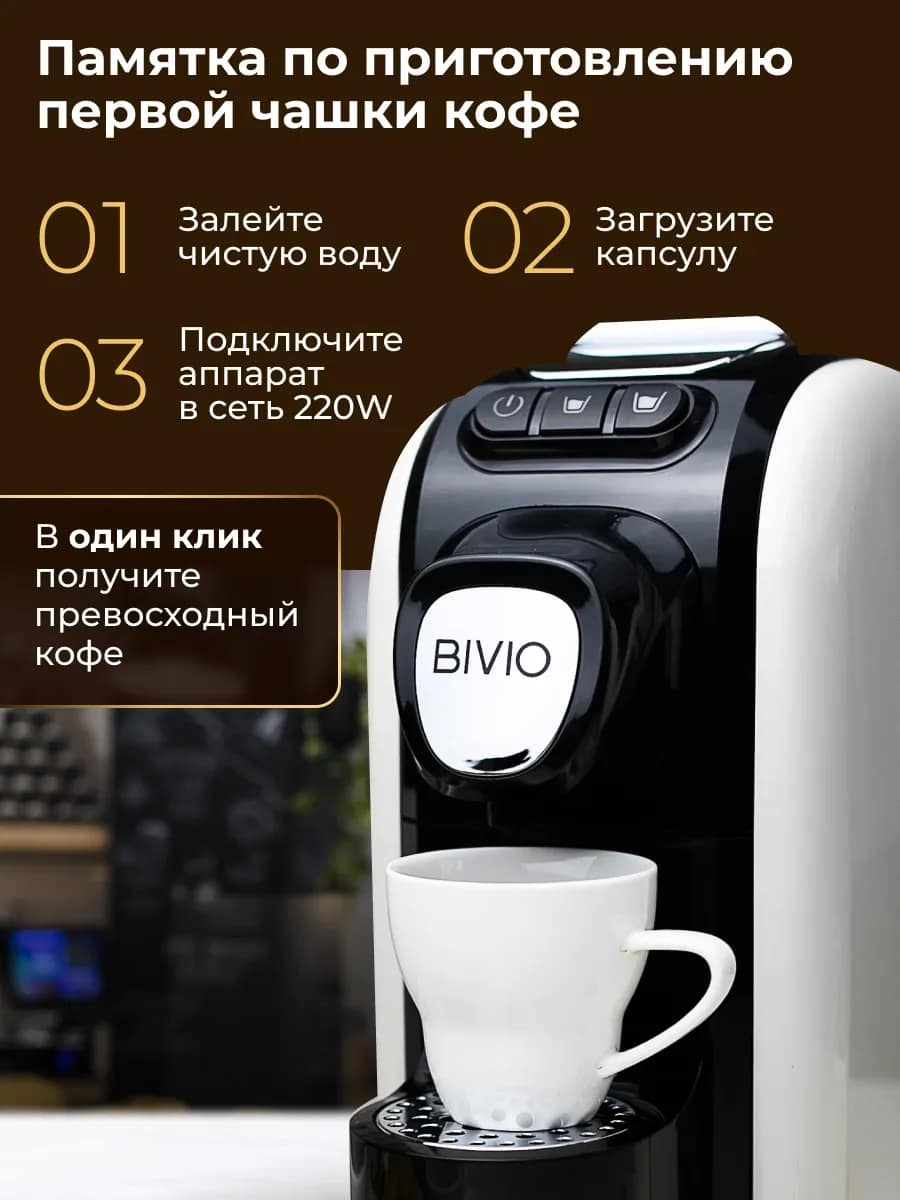 Памятка по приготовлению
первой чашки кофе
01
Залейте
чистую воду
02
Загрузите
капсулу
03
Подключите
аппарат
в сеть 220W
В один клик
получите
превосходный
кофе
BIVIO